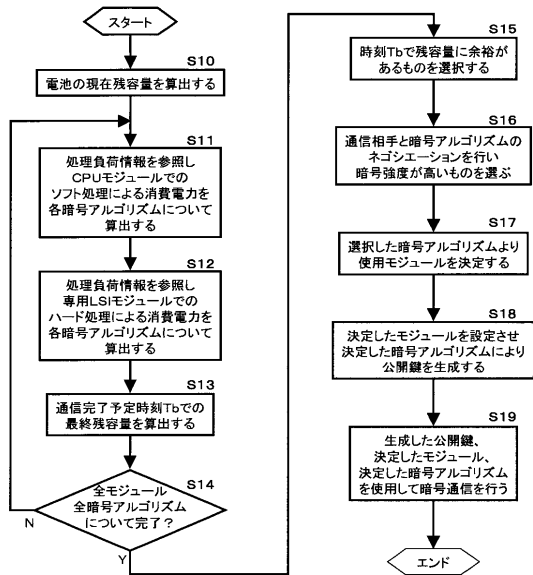 スタート
S10
電池の現在残容量を算出する
S11
処理負荷情報を参照し
CPUモジュールでの
ソフト処理による消費電力を
各暗号アルゴリズムについて
算出する
S12
処理負荷情報を参照し
専用LSIモジュールでの
ハード処理による消費電力を
各暗号アルゴリズムについて
算出する
S13
通信完了予定時刻Tbでの
最終残容量を算出する
S14
全モジュール
全暗号アルゴリズム
について完了?
N
Y
S15
時刻Tbで残容量に余裕が
あるものを選択する
S16
通信相手と暗号アルゴリズムの
ネゴシエーションを行い
暗号強度が高いものを選ぶ
S17
選択した暗号アルゴリズムより
使用モジュールを決定する
S18
決定したモジュールを設定させ
決定した暗号アルゴリズムにより
公開鍵を生成する
S19
生成した公開鍵、
決定したモジュール、
決定した暗号アルゴリズム
を使用して暗号通信を行う
エンド